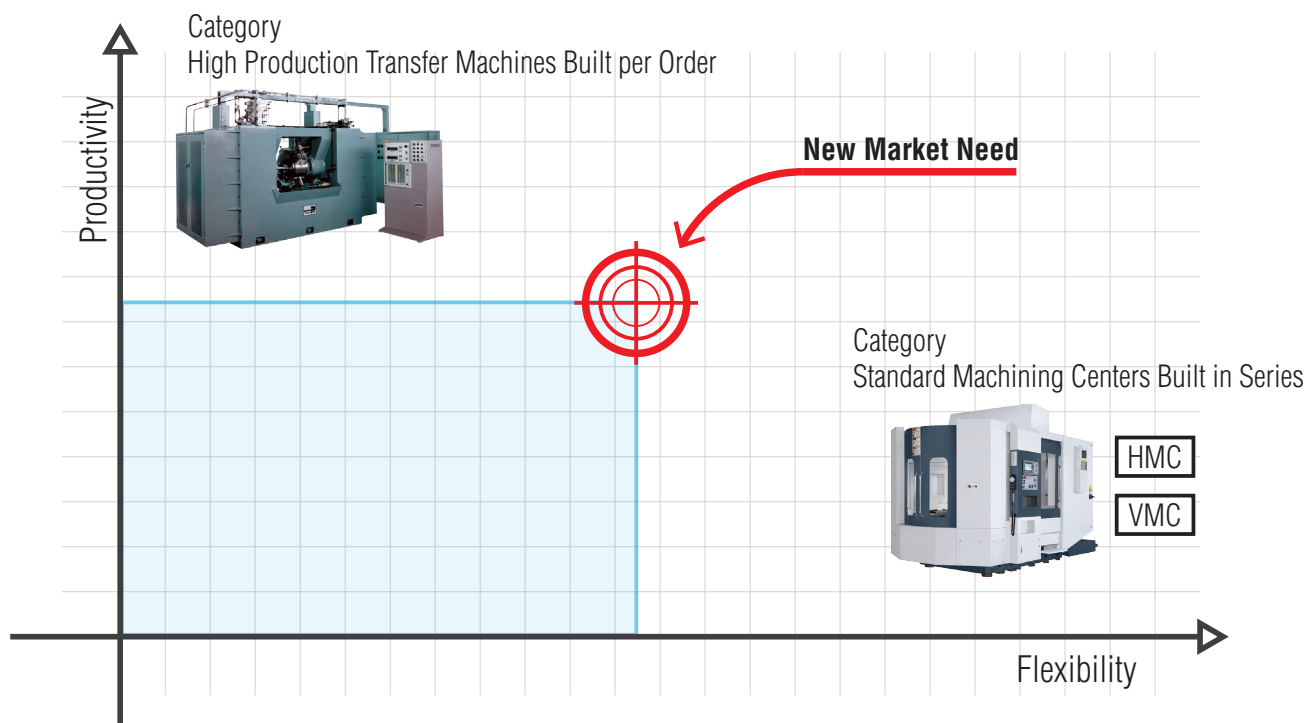 Category
High Production Transfer Machines Built per Order
Productivity
New Market Need
Category
Standard Machining Centers Built in Series
HMC
VMC
Flexibility